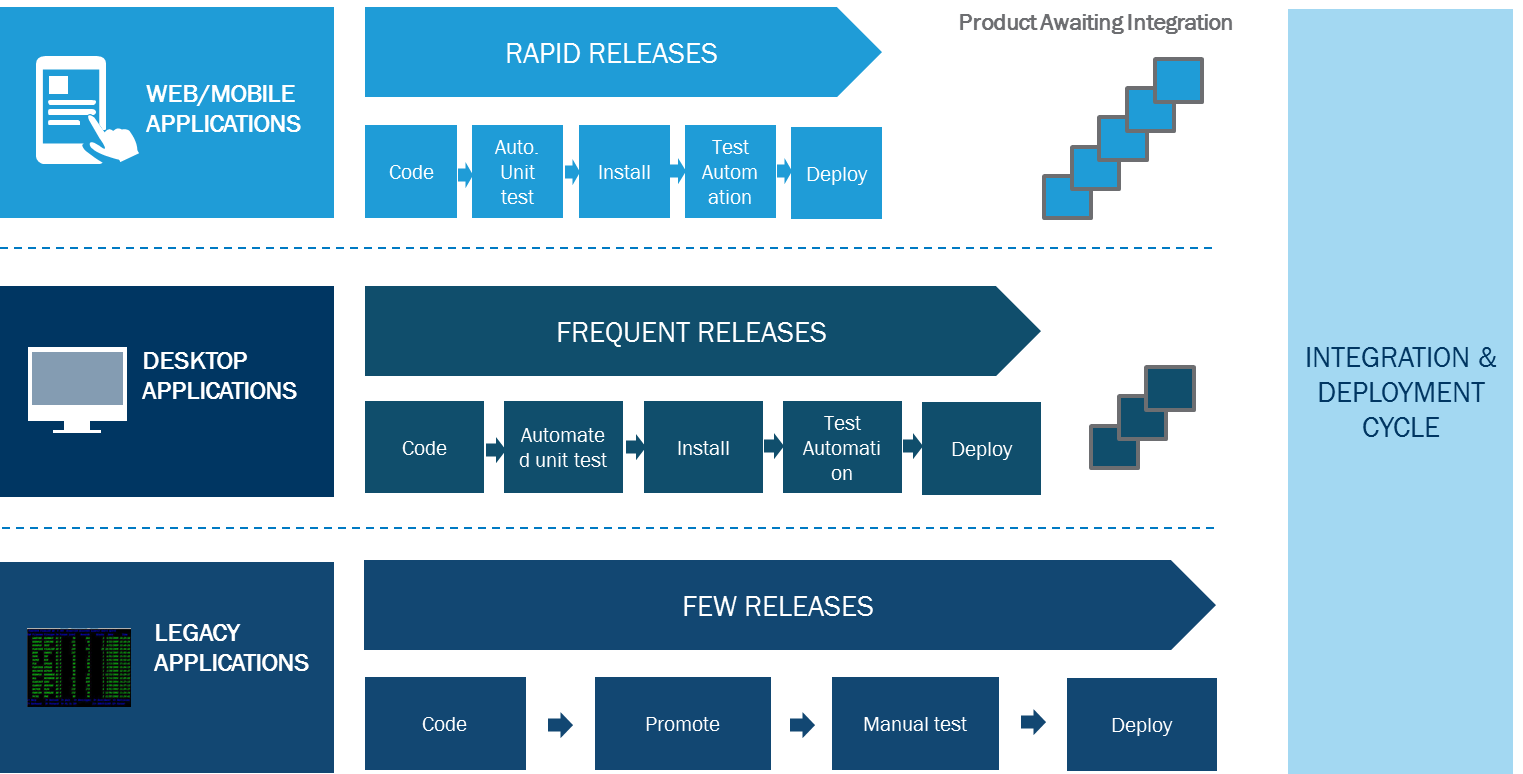 Product Awaiting Integration
WEB/MOBILE
APPLICATIONS
RAPID RELEASES
Code
Auto.
Unit
test
Install
Test
Autom
ation
Deploy
DESKTOP
APPLICATIONS
FREQUENT RELEASES
Code
Automate
d unit test
Install
Test
Automati
on
Deploy
LEGACY
APPLICATIONS
FEW RELEASES
Code
Promote
Manual test
Deploy
INTEGRATION &
DEPLOYMENT
CYCLE